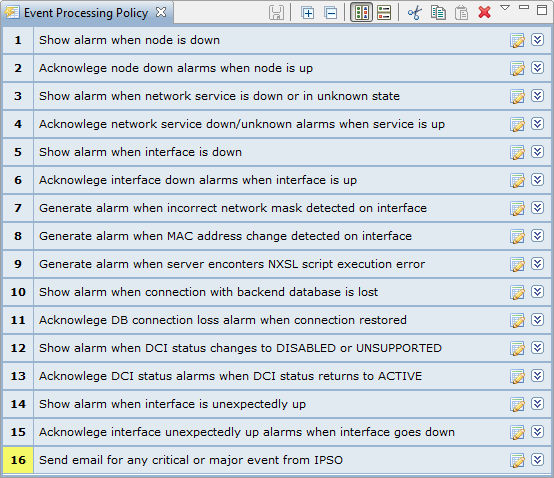 Event Processing Policy
1 Show alarm when node is down
2 Acknowlege node down alarms when node is up
3 Show alarm when network service is down or in unknown state
4 Acknowlege network service down/unknown alarms when service is up
5 Show alarm when interface is down
6 Acknowlege interface down alarms when interface is up
7 Generate alarm when incorrect network mask detected on interface
8 Generate alarm when MAC address change detected on interface
9 Generate alarm when server enconters NXSL script execution error
10 Show alarm when connection with backend database is lost
11 Acknowlege DB connection loss alarm when connection restored
12 Show alarm when DCI status changes to DISABLED or UNSUPPORTED
13 Acknowlege DCI status alarms when DCI status returns to ACTIVE
14 Show alarm when interface is unexpectedly up
15 Acknowlege interface unexpectedly up alarms when interface goes down
16 Send email for any critical or major event from IPSO